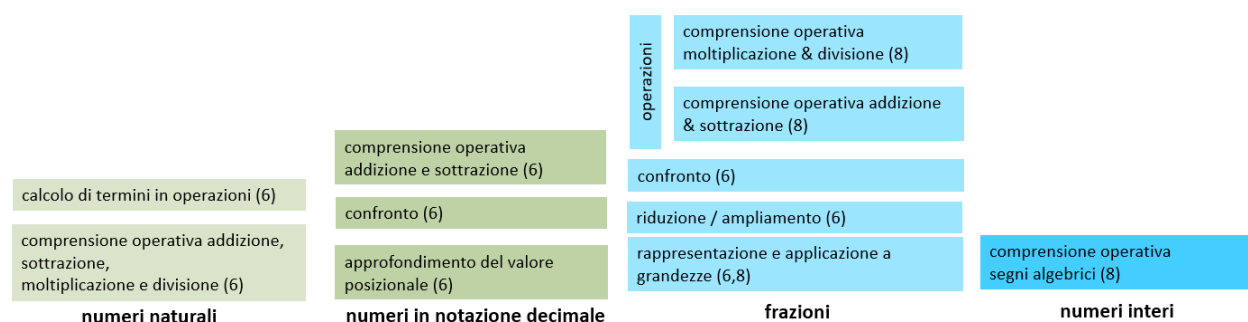 calcolo di termini in operazioni (6)
comprensione operativa addizione,
sottrazione,
moltiplicazione e divisione (6)
numeri naturali
comprensione operativa
addizione e sottrazione (6)
confronto (6)
approfondimento del valore
posizionale (6)
numeri in notazione decimale
operazioni
comprensione operativa
moltiplicazione & divisione (8)
comprensione operativa addizione
& sottrazione (8)
confronto (6)
riduzione / ampliamento (6)
rappresentazione e applicazione a
grandezze (6,8)
frazioni
comprensione operativa
segni algebrici (8)
numeri interi